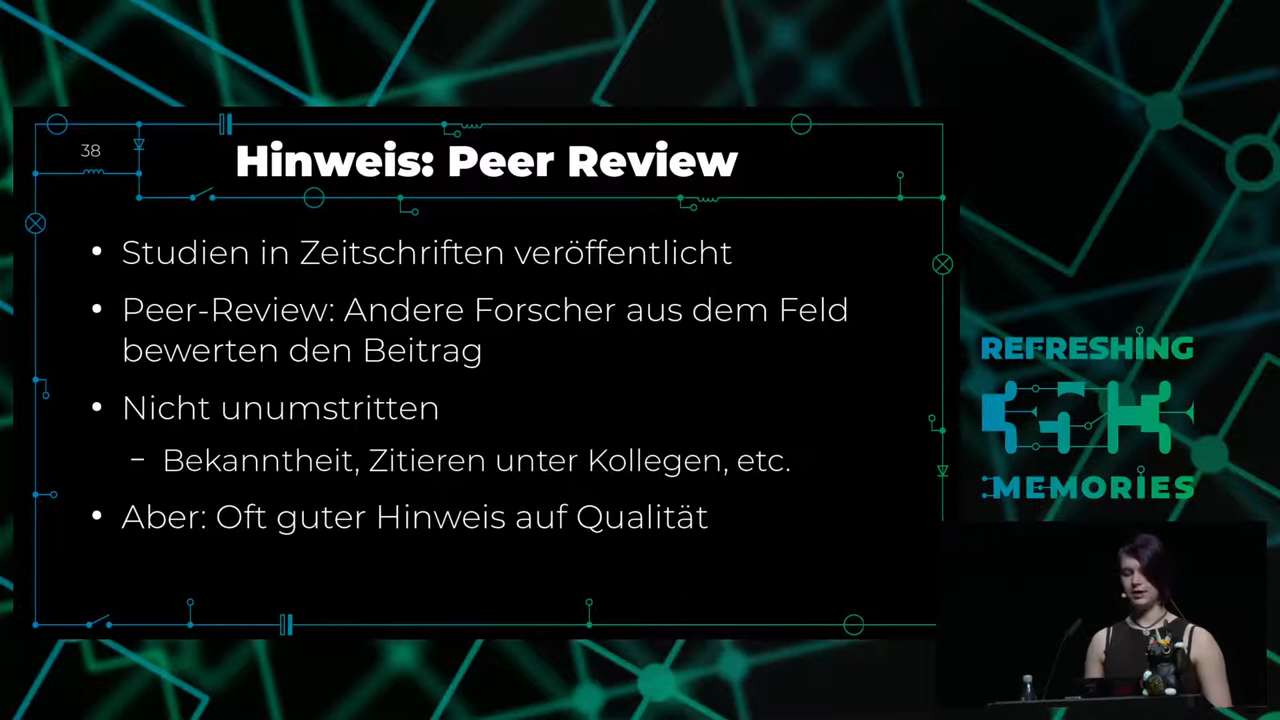 38
Hinweis: Peer Review
• Studien in Zeitschriften veröffentlicht
• Peer-Review: Andere Forscher aus dem Feld
bewerten den Beitrag
• Nicht unumstritten
– Bekanntheit, Zitieren unter Kollegen, etc.
• Aber: Oft guter Hinweis auf Qualität
REFRESHING
MEMORIES